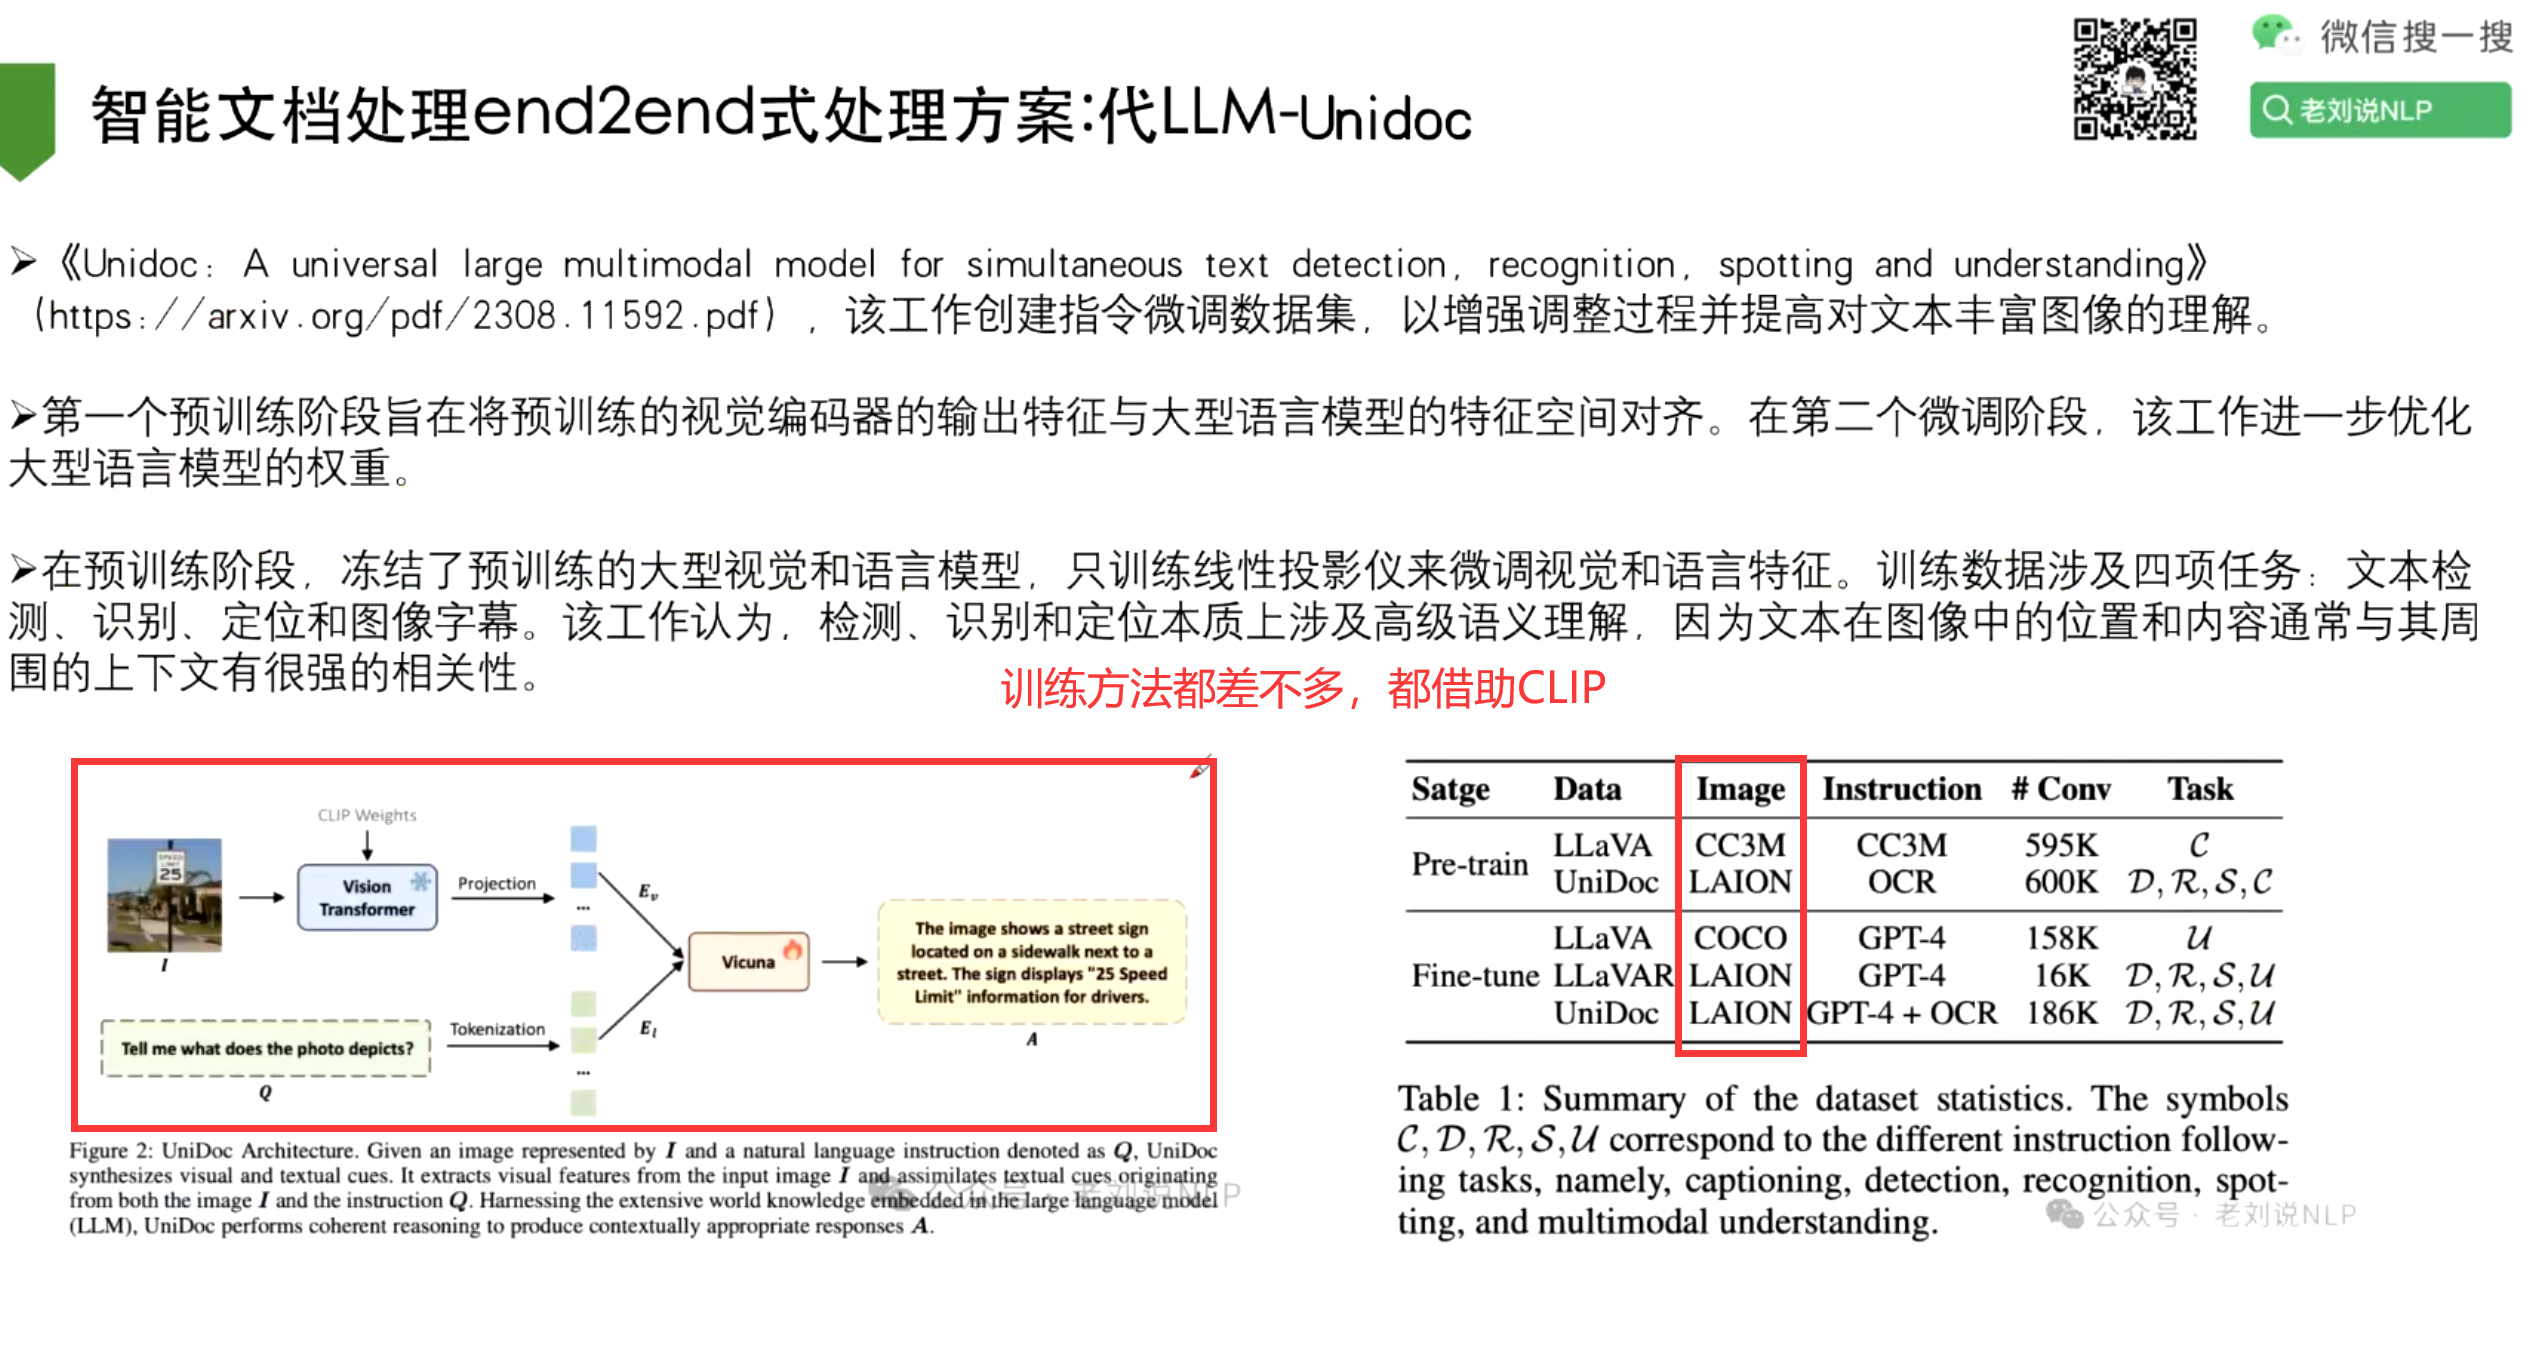 微信搜一搜
老刘说NLP
智能文档处理end2end式处理方案:代LLM-Unidoc
➢《Unidoc: A universal large multimodal model for simultaneous text detection, recognition, spotting and understanding》
（https://arxiv.org/pdf/2308.11592.pdf），该工作创建指令微调数据集，以增强调整过程并提高对文本丰富图像的理解。
➢第一个预训练阶段旨在将预训练的视觉编码器的输出特征与大型语言模型的特征空间对齐。在第二个微调阶段，该工作进一步优化
大型语言模型的权重。
➢在预训练阶段，冻结了预训练的大型视觉和语言模型，只训练线性投影仪来微调视觉和语言特征。训练数据涉及四项任务：文本检
测、识别、定位和图像字幕。该工作认为，检测、识别和定位本质上涉及高级语义理解，因为文本在图像中的位置和内容通常与其周
围的上下文有很强的相关性。
训练方法都差不多，都借助CLIP
CLIP Weights
SPEED
LIMIT
25
I
Vision
Transformer
Projection
...
Ev
Vicuna
The image shows a street sign
located on a sidewalk next to a
street. The sign displays "25 Speed
Limit" information for drivers.
A
Tell me what does the photo depicts?
Q
Tokenization
El
...
Figure 2: UniDoc Architecture. Given an image represented by I and a natural language instruction denoted as Q, UniDoc
synthesizes visual and textual cues. It extracts visual features from the input image I and assimilates textual cues originating
from both the image I and the instruction Q. Harnessing the extensive world knowledge embedded in the large language model
(LLM), UniDoc performs coherent reasoning to produce contextually appropriate responses A.
公众号 · 老刘说NLP
Satge Data Image Instruction # Conv Task
Pre-train LLaVA CC3M CC3M 595K C
UniDoc LAION OCR 600K D, R, S, C
Fine-tune LLaVA COCO GPT-4 158K U
LLaVAR LAION GPT-4 16K D, R, S, U
UniDoc LAION GPT-4 + OCR 186K D, R, S, U
Table 1: Summary of the dataset statistics. The symbols
C, D, R, S, U correspond to the different instruction follow-
ing tasks, namely, captioning, detection, recognition, spot-
ting, and multimodal understanding.
公众号 · 老刘说NLP